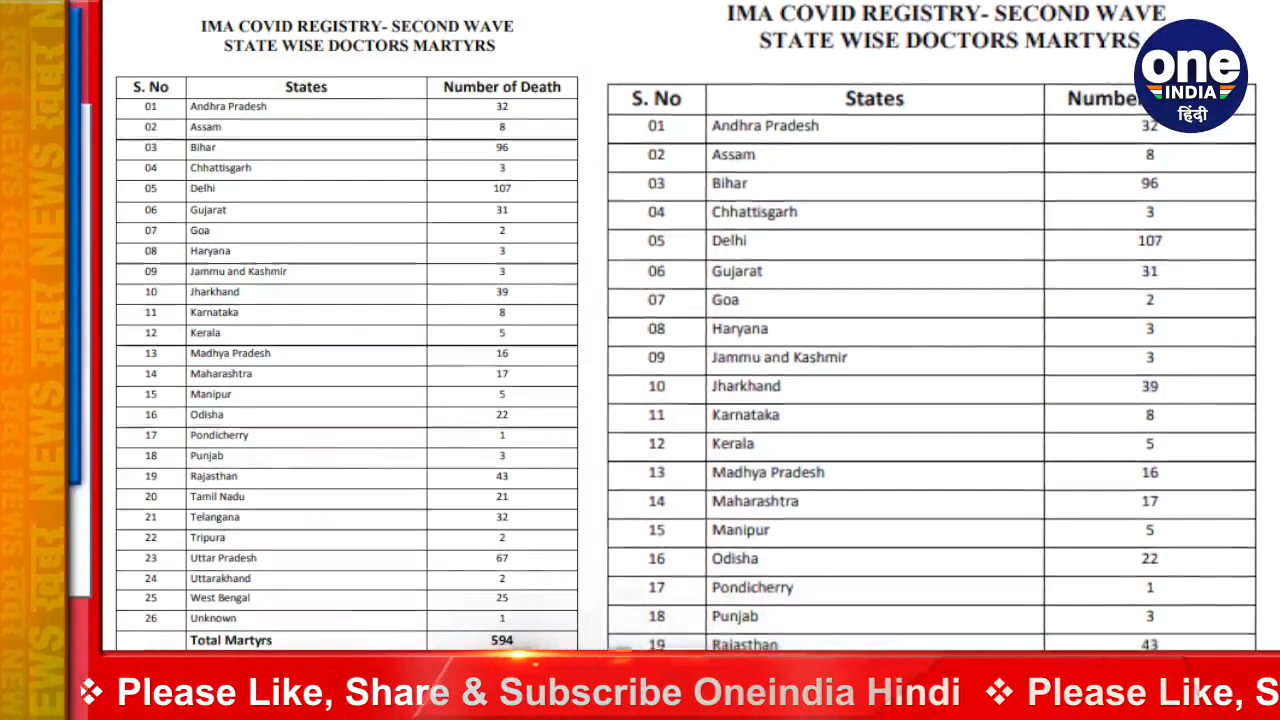 IMA COVID REGISTRY- SECOND WAVE
STATE WISE DOCTORS MARTYRS
S. No States Number of Death
01 Andhra Pradesh 32
02 Assam 8
03 Bihar 96
04 Chhattisgarh 3
05 Delhi 107
06 Gujarat 31
07 Goa 2
08 Haryana 3
09 Jammu and Kashmir 3
10 Jharkhand 39
11 Karnataka 8
12 Kerala 5
13 Madhya Pradesh 16
14 Maharashtra 17
15 Manipur 5
16 Odisha 22
17 Pondicherry 1
18 Punjab 3
19 Rajasthan 43
20 Tamil Nadu 21
21 Telangana 32
22 Tripura 2
23 Uttar Pradesh 67
24 Uttarakhand 2
25 West Bengal 25
26 Unknown 1
Total Martyrs 594
IMA COVID REGISTRY- SECOND WAVE
STATE WISE DOCTORS MARTYRS
S. No States Number
01 Andhra Pradesh 32
02 Assam 8
03 Bihar 96
04 Chhattisgarh 3
05 Delhi 107
06 Gujarat 31
07 Goa 2
08 Haryana 3
09 Jammu and Kashmir 3
10 Jharkhand 39
11 Karnataka 8
12 Kerala 5
13 Madhya Pradesh 16
14 Maharashtra 17
15 Manipur 5
16 Odisha 22
17 Pondicherry 1
18 Punjab 3
19 Rajasthan 43
one
INDIA
हिंदी
NEWS NEWS NEWS
❖ Please Like, Share & Subscribe Oneindia Hindi ❖ Please Like, S